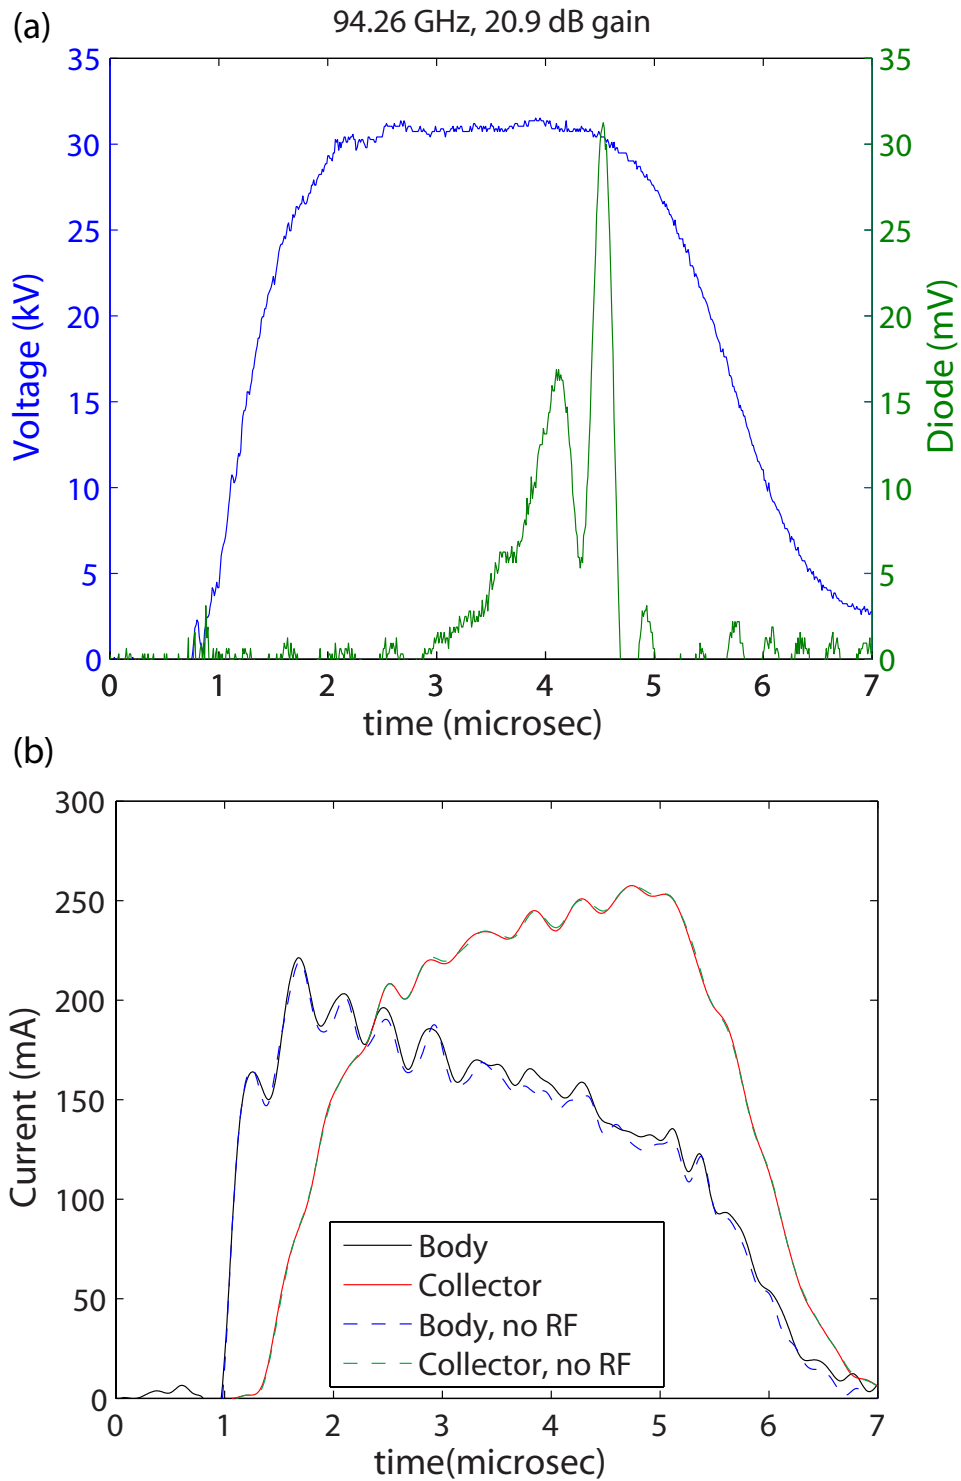 (a)
94.26 GHz, 20.9 dB gain
35
30
25
20
15
10
5
0
Voltage (kV)
35
30
25
20
15
10
5
0
Diode (mV)
0 1 2 3 4 5 6 7
time (microsec)
(b)
300
250
200
150
100
50
0
Current (mA)
Body
Collector
Body, no RF
Collector, no RF
0 1 2 3 4 5 6 7
time(microsec)